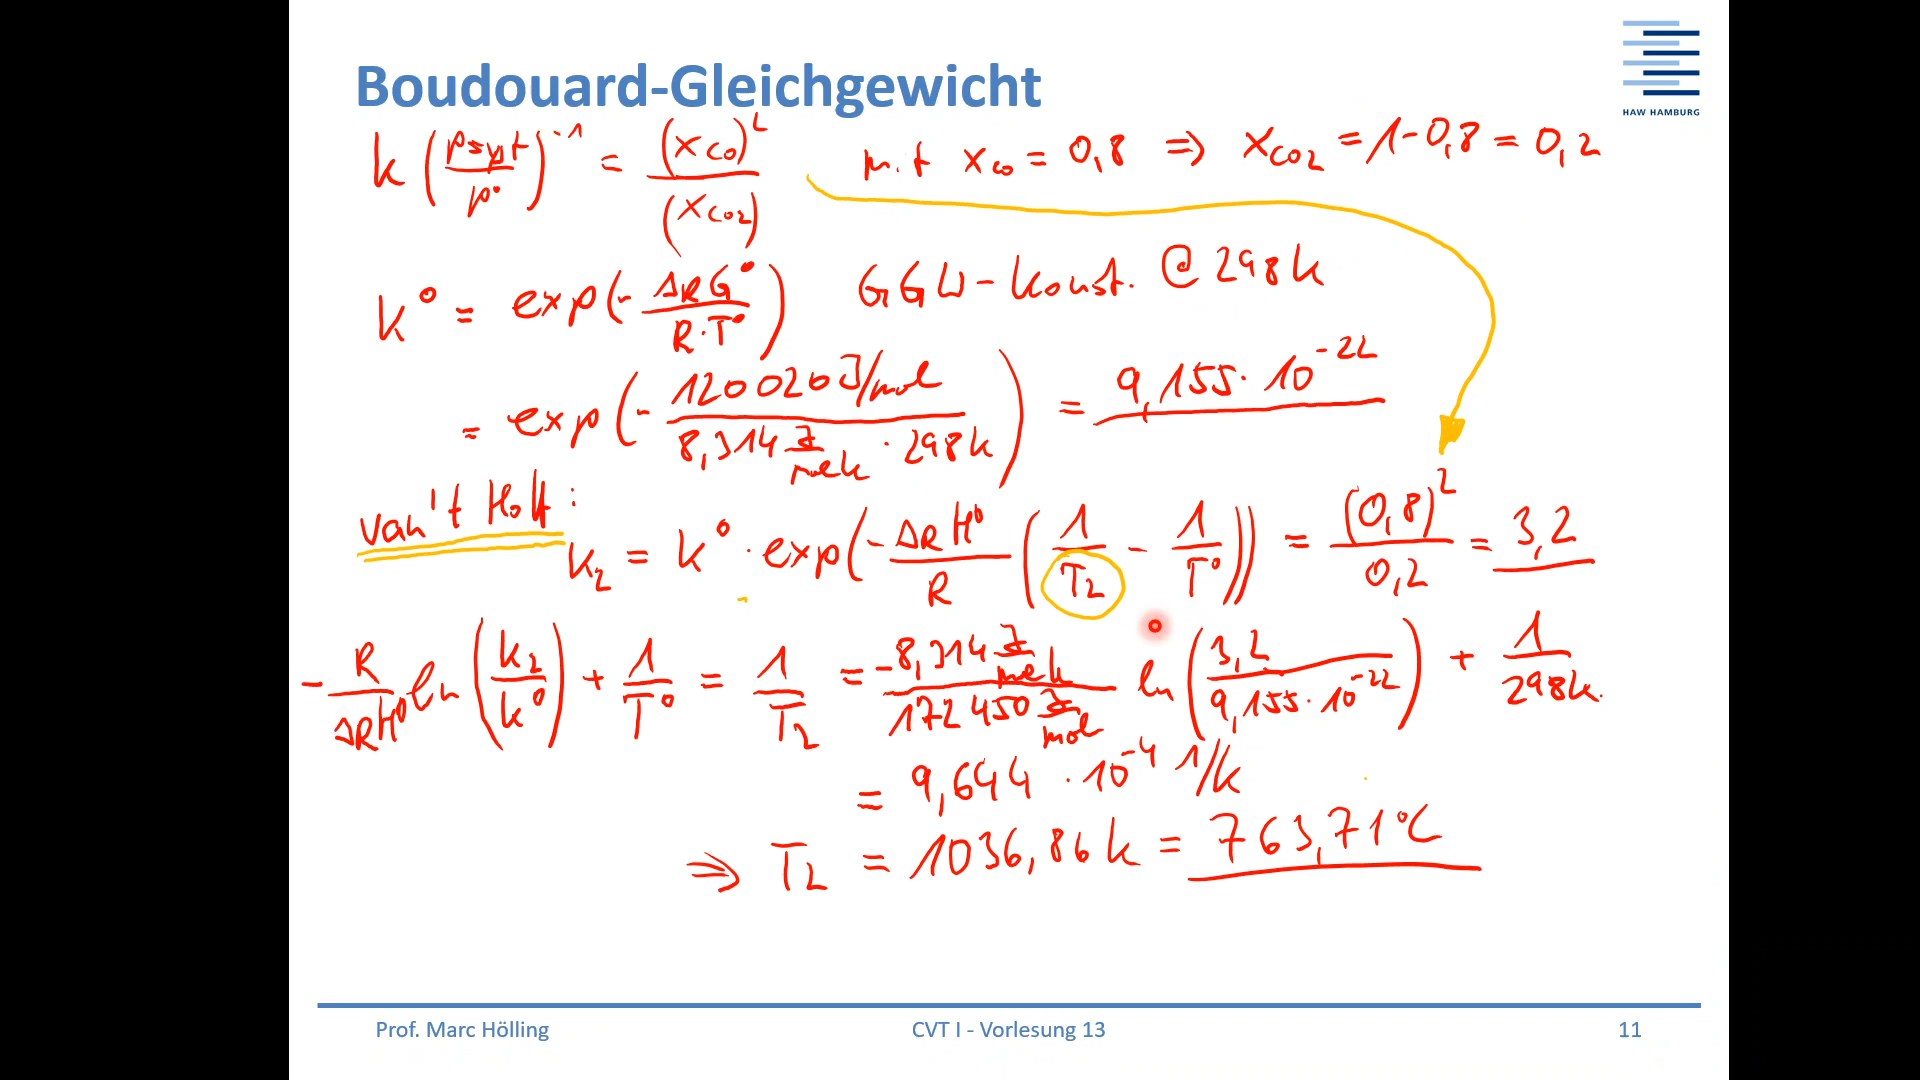 Boudouard-Gleichgewicht
HAW HAMBURG
K (psyst / p°)^-1 = (x_CO)^2 / (x_CO2) mit x_CO = 0,8 ⇒ x_CO2 = 1-0,8 = 0,2
K° = exp(- ΔRG° / R·T°) GGW-Konst. @ 298K
= exp(- 120020 J/mol / 8,314 J/molK · 298K) = 9,155·10^-22
van't Hoff:
K2 = K° · exp(- ΔRH°/R (1/T2 - 1/T°)) = (0,8)^2 / 0,2 = 3,2
- R/ΔRH° ln(K2/K°) + 1/T° = 1/T2 = -8,314 J/molK / 172450 J/mol ln(3,2 / 9,155·10^-22) + 1/298K
= 9,644 · 10^-4 1/K
⇒ T2 = 1036,86 K = 763,71°C
Prof. Marc Hölling CVT I - Vorlesung 13 11